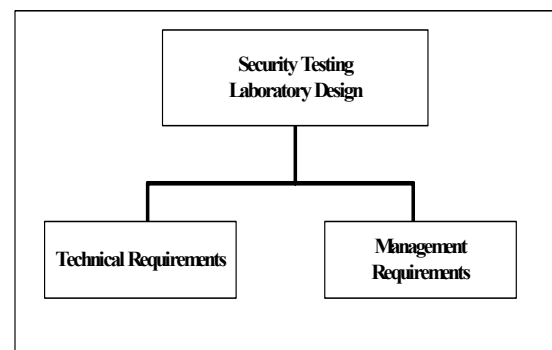 Security Testing
Laboratory Design
Technical Requirements
Management
Requirements